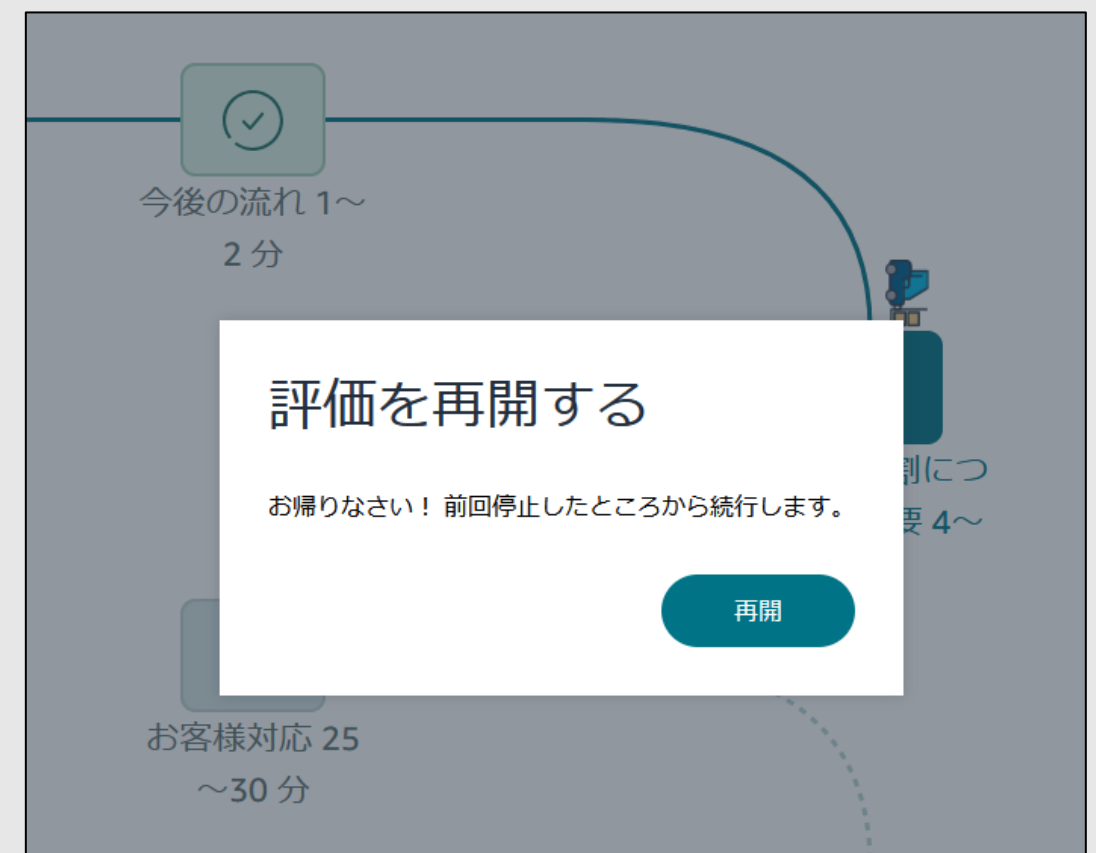 今後の流れ 1～
2 分
評価を再開する
割につ
お帰りなさい！ 前回停止したところから続行します。
要 4～
再開
お客様対応 25
～30 分